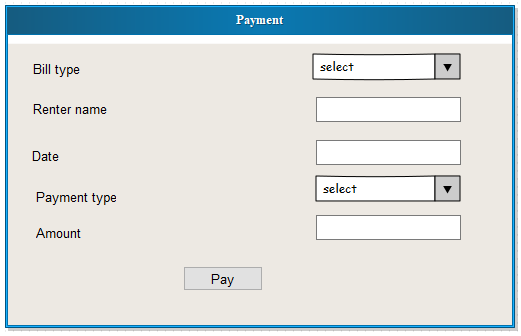 Payment
Bill type select
Renter name
Date
Payment type select
Amount
Pay